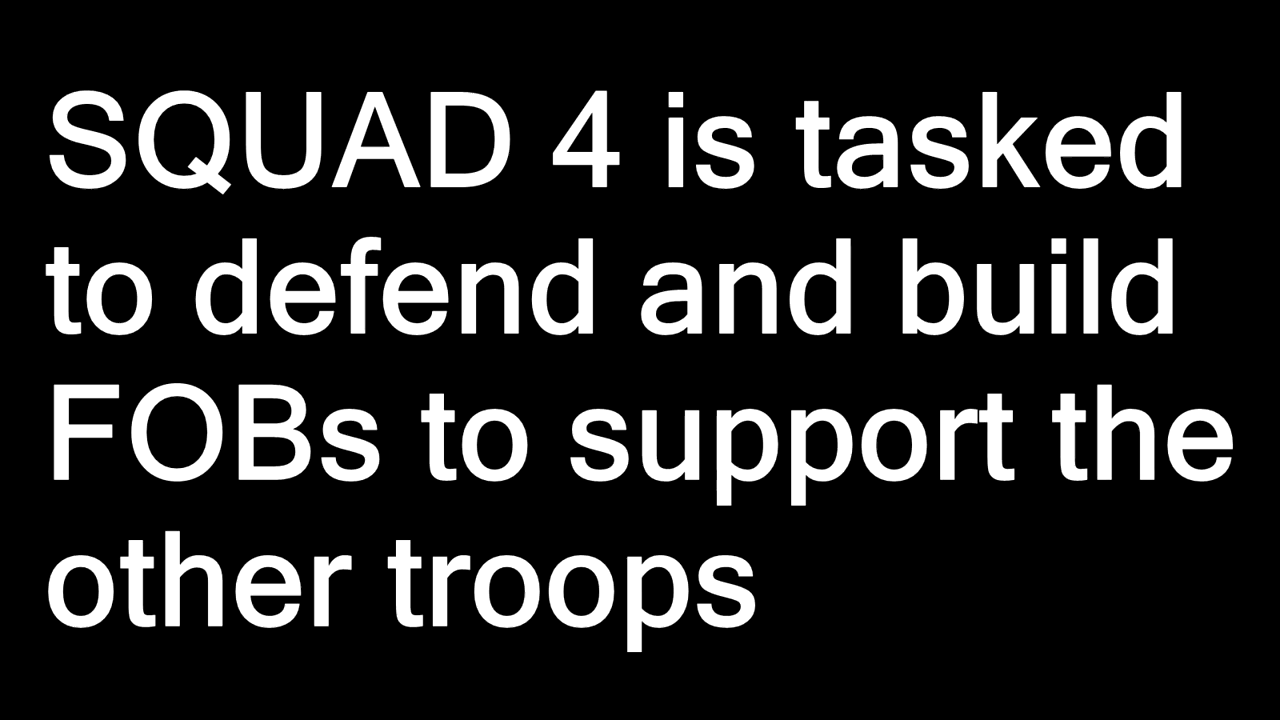 SQUAD 4 is tasked
to defend and build
FOBs to support the
other troops